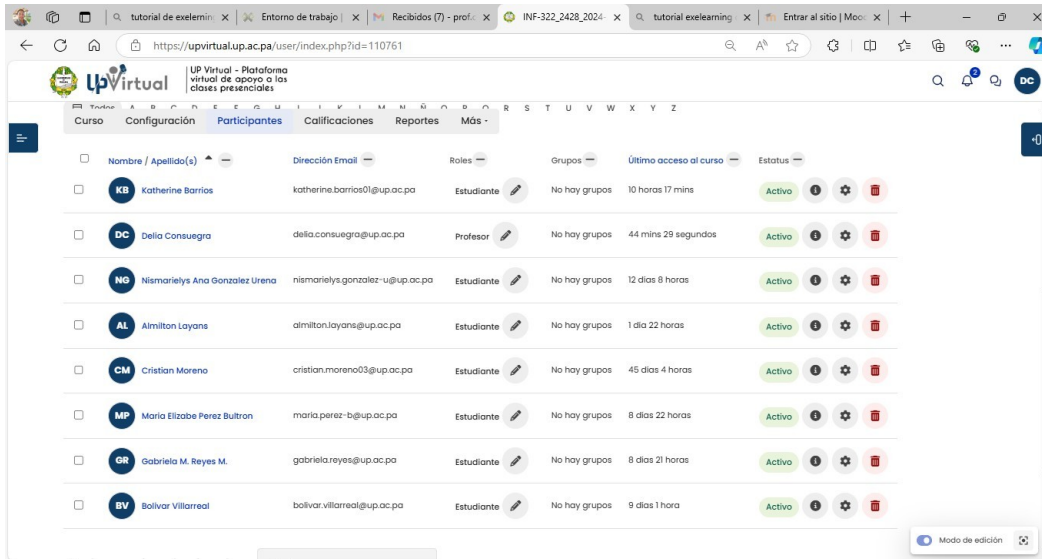 tutorial de exelerning
Entorno de trabajo |
Recibidos (7) - prof.c
INF-322_2428_2024-
tutorial exelearning
Entrar al sitio | Mooc
https://upvirtual.up.ac.pa/user/index.php?id=110761
UpVirtual
UP Virtual - Plataforma
virtual de apoyo a las
clases presenciales
2
DC
Todos A B C D E F G H I J K L M N Ñ O P Q R S T U V W X Y Z
Curso Configuración Participantes Calificaciones Reportes Más
Nombre / Apellido(s) Dirección Email Roles Grupos Último acceso al curso Estatus
KB Katherine Barrios katherine.barrios01@up.ac.pa Estudiante No hay grupos 10 horas 17 mins Activo
DC Delia Consuegra delia.consuegra@up.ac.pa Profesor No hay grupos 44 mins 29 segundos Activo
NG Nismarielys Ana Gonzalez Urena nismarielys.gonzalez-u@up.ac.pa Estudiante No hay grupos 12 días 8 horas Activo
AL Almilton Layans almilton.layans@up.ac.pa Estudiante No hay grupos 1 día 22 horas Activo
CM Cristian Moreno cristian.moreno03@up.ac.pa Estudiante No hay grupos 45 días 4 horas Activo
MP Maria Elizabe Perez Bultron maria.perez-b@up.ac.pa Estudiante No hay grupos 8 días 22 horas Activo
GR Gabriela M. Reyes M. gabriela.reyes@up.ac.pa Estudiante No hay grupos 8 días 21 horas Activo
BV Bolivar Villarreal bolivar.villarreal@up.ac.pa Estudiante No hay grupos 9 días 1 hora Activo
Modo de edición